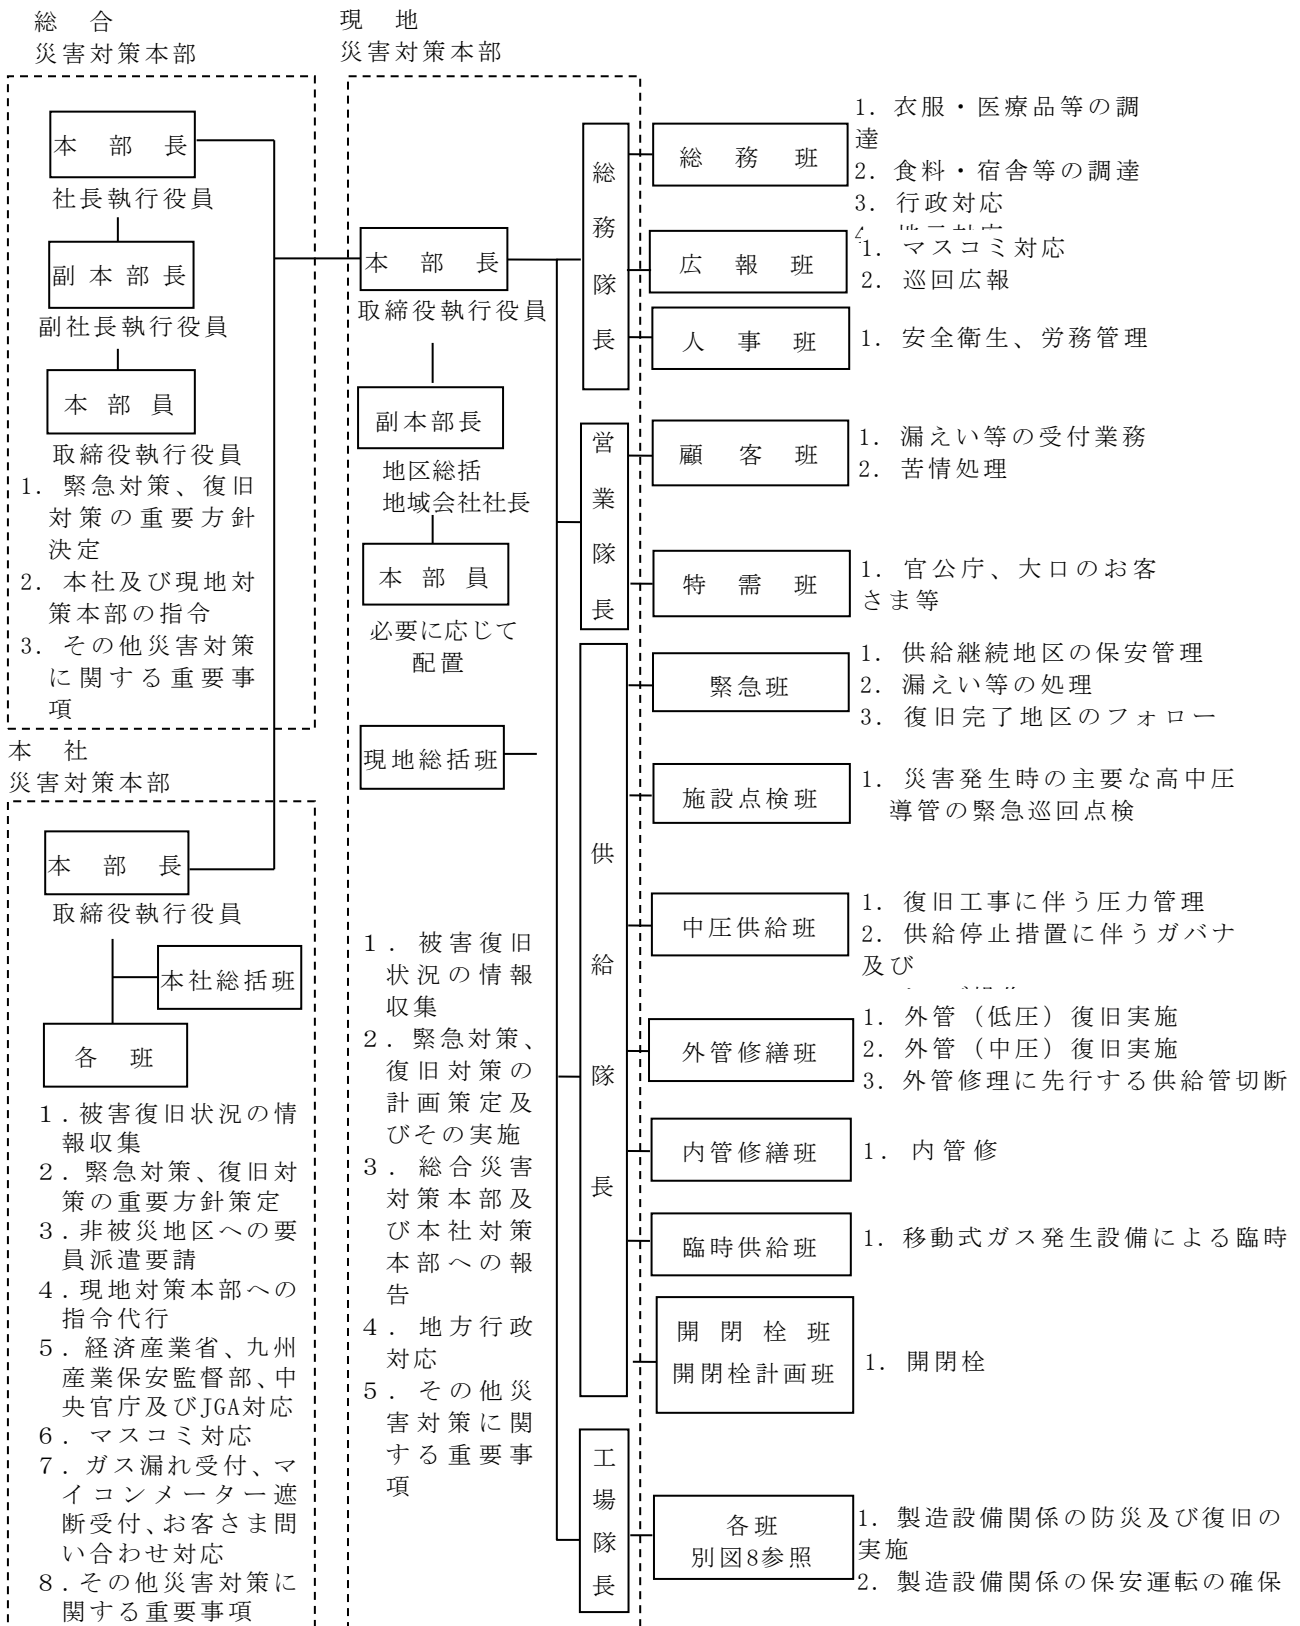 総 合
災害対策本部
本 部 長
社長執行役員
副本部長
副社長執行役員
本 部 員
取締役執行役員
1. 緊急対策、復旧
対策の重要方針
決定
2. 本社及び現地対
策本部の指令
3. その他災害対策
に関する重要事
項
本 社
災害対策本部
本 部 長
取締役執行役員
本社総括班
各 班
1．被害復旧状況の情
報収集
2．緊急対策、復旧対
策の重要方針策定
3．非被災地区への要
員派遣要請
4．現地対策本部への
指令代行
5．経済産業省、九州
産業保安監督部、中
央官庁及びJGA対応
6．マスコミ対応
7．ガス漏れ受付、マ
イコンメーター遮
断受付、お客さま問
い合わせ対応
8．その他災害対策に
関する重要事項
現 地
災害対策本部
本 部 長
取締役執行役員
副本部長
地区総括
地域会社社長
本 部 員
必要に応じて
配置
現地総括班
1．被害復旧
状況の情報
収集
2．緊急対策、
復旧対策の
計画策定及
びその実施
3．総合災害
対策本部及
び本社対策
本部への報
告
4．地方行政
対応
5．その他災
害対策に関
する重要事
項
総務隊長
総 務 班
1. 衣服・医療品等の調
達
2. 食料・宿舎等の調達
3. 行政対応
広 報 班
1. マスコミ対応
2. 巡回広報
人 事 班
1. 安全衛生、労務管理
営業隊長
顧 客 班
1. 漏えい等の受付業務
2. 苦情処理
特 需 班
1. 官公庁、大口のお客
さま等
供給隊長
緊急班
1. 供給継続地区の保安管理
2. 漏えい等の処理
3. 復旧完了地区のフォロー
施設点検班
1. 災害発生時の主要な高中圧
導管の緊急巡回点検
中圧供給班
1. 復旧工事に伴う圧力管理
2. 供給停止措置に伴うガバナ
及び
外管修繕班
1. 外管（低圧）復旧実施
2. 外管（中圧）復旧実施
3. 外管修理に先行する供給管切断
内管修繕班
1. 内管修
臨時供給班
1. 移動式ガス発生設備による臨時
開 閉 栓 班
開閉栓計画班
1. 開閉栓
工場隊長
各班
別図8参照
1. 製造設備関係の防災及び復旧の
実施
2. 製造設備関係の保安運転の確保